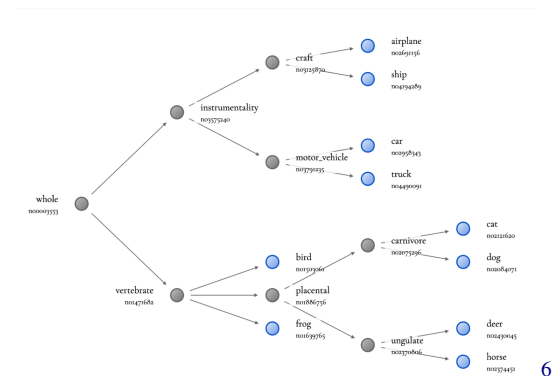 airplane
n02691156
craft
n03125870
ship
n04194289
instrumentality
n03575240
car
n02958343
motor_vehicle
n03791235
truck
n04490091
whole
n00003553
cat
n02121620
bird
n01503061
carnivore
n02075296
dog
n02084071
vertebrate
n01471682
placental
n01886756
frog
n01639765
deer
n02430045
ungulate
n02370806
horse
n02374451
6